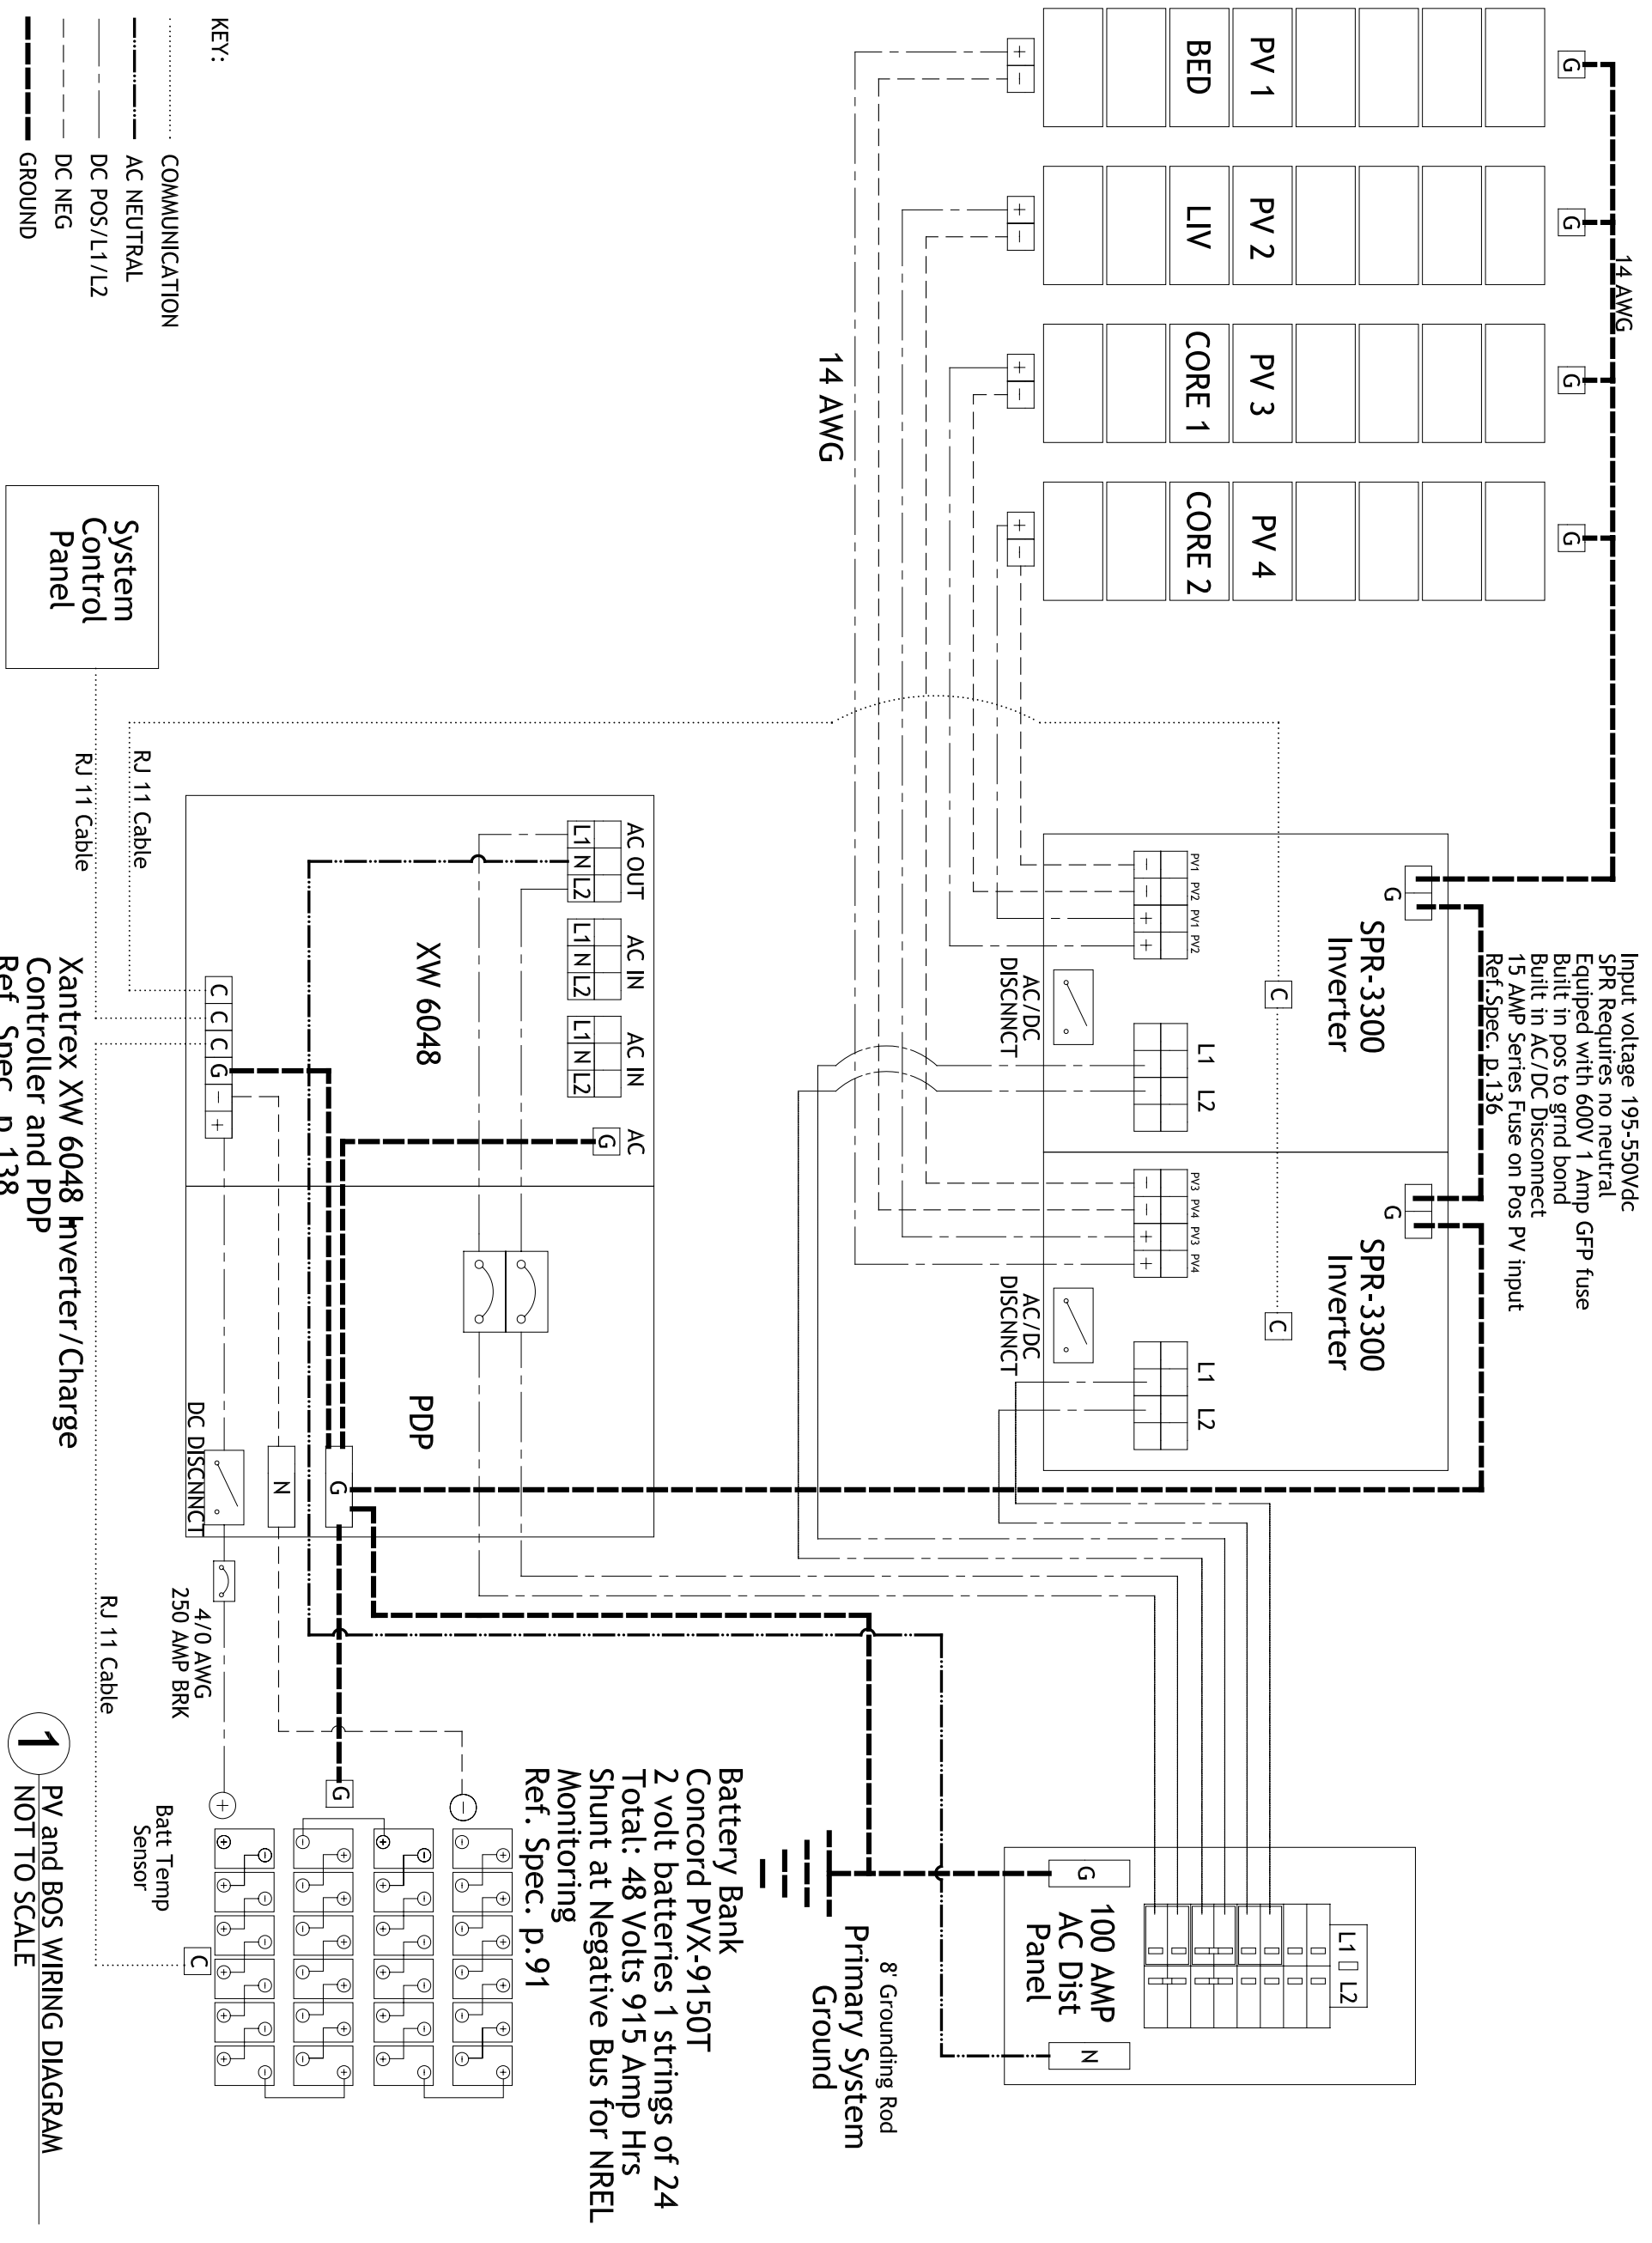 KEY:
COMMUNICATION
AC NEUTRAL
DC POS/L1/L2
DC NEG
GROUND
G
G
G
G
14 AWG
PV 1
BED
PV 2
LIV
PV 3
CORE 1
PV 4
CORE 2
+ −
+ −
+ −
+ −
14 AWG
System
Control
Panel
RJ 11 Cable
RJ 11 Cable
Input voltage 195-550Vdc
SPR Requires no neutral
Equiped with 600V 1 Amp GFP fuse
Built in pos to grnd bond
Built in AC/DC Disconnect
15 AMP Series Fuse on Pos PV input
Ref.Spec. p.136
G
SPR-3300
Inverter
C
PV1 PV2 PV1 PV2
− − + +
AC/DC
DISCNNCT
L1 L2
G
SPR-3300
Inverter
C
PV3 PV4 PV3 PV4
− − + +
AC/DC
DISCNNCT
L1 L2
AC OUT
L1 N L2
AC IN
L1 N L2
AC IN
L1 N L2
AC
G
XW 6048
C C C G − +
PDP
G
N
DC DISCNNCT
Xantrex XW 6048 Inverter/Charge
Controller and PDP
Ref. Spec. p.138
4/0 AWG
250 AMP BRK
RJ 11 Cable
L1 L2
100 AMP
AC Dist
Panel
G
N
8' Grounding Rod
Primary System
Ground
Battery Bank
Concord PVX-9150T
2 volt batteries 1 strings of 24
Total: 48 Volts 915 Amp Hrs
Shunt at Negative Bus for NREL
Monitoring
Ref. Spec. p.91
−
G
+
− + − + − + − + − + − +
+ − + − + − + − + − + −
− + − + − + − + − + − +
+ − + − + − + − + − + −
Batt Temp
Sensor
C
1
PV and BOS WIRING DIAGRAM
NOT TO SCALE